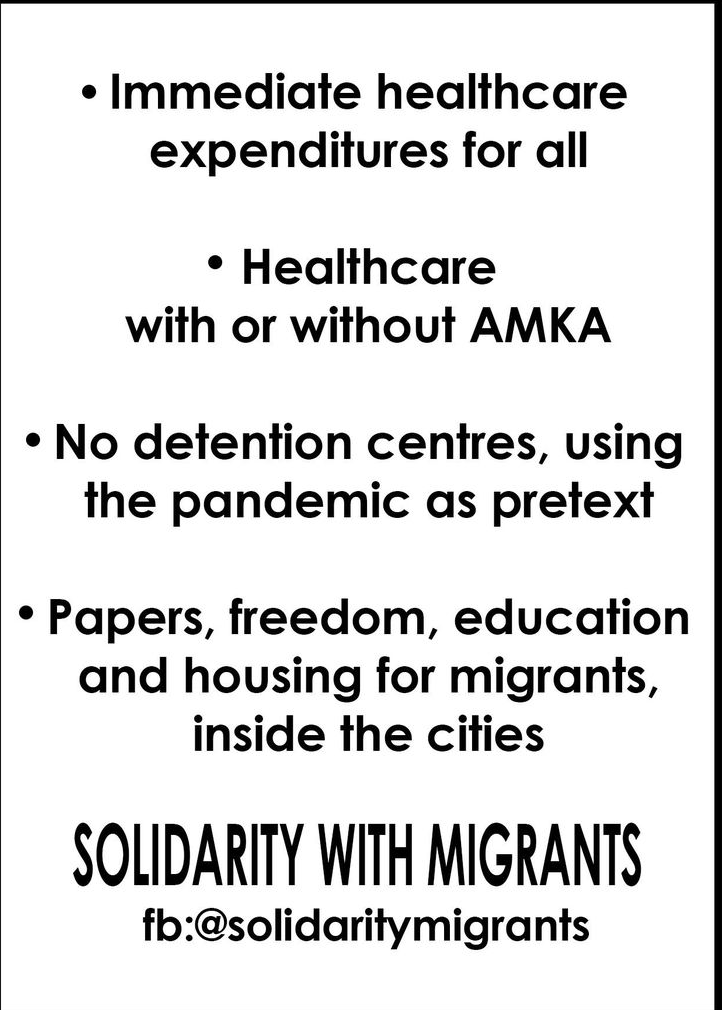 • Immediate healthcare
expenditures for all
• Healthcare
with or without AMKA
• No detention centres, using
the pandemic as pretext
• Papers, freedom, education
and housing for migrants,
inside the cities
SOLIDARITY WITH MIGRANTS
fb:@solidaritymigrants